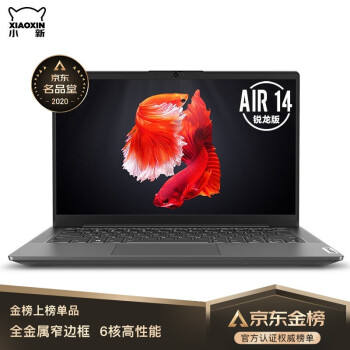 XIAOXIN
小新
京东
名品堂
2020
AIR 14
锐龙版
金榜上榜单品
全金属窄边框 6核高性能
京东金榜
官方认证权威榜单